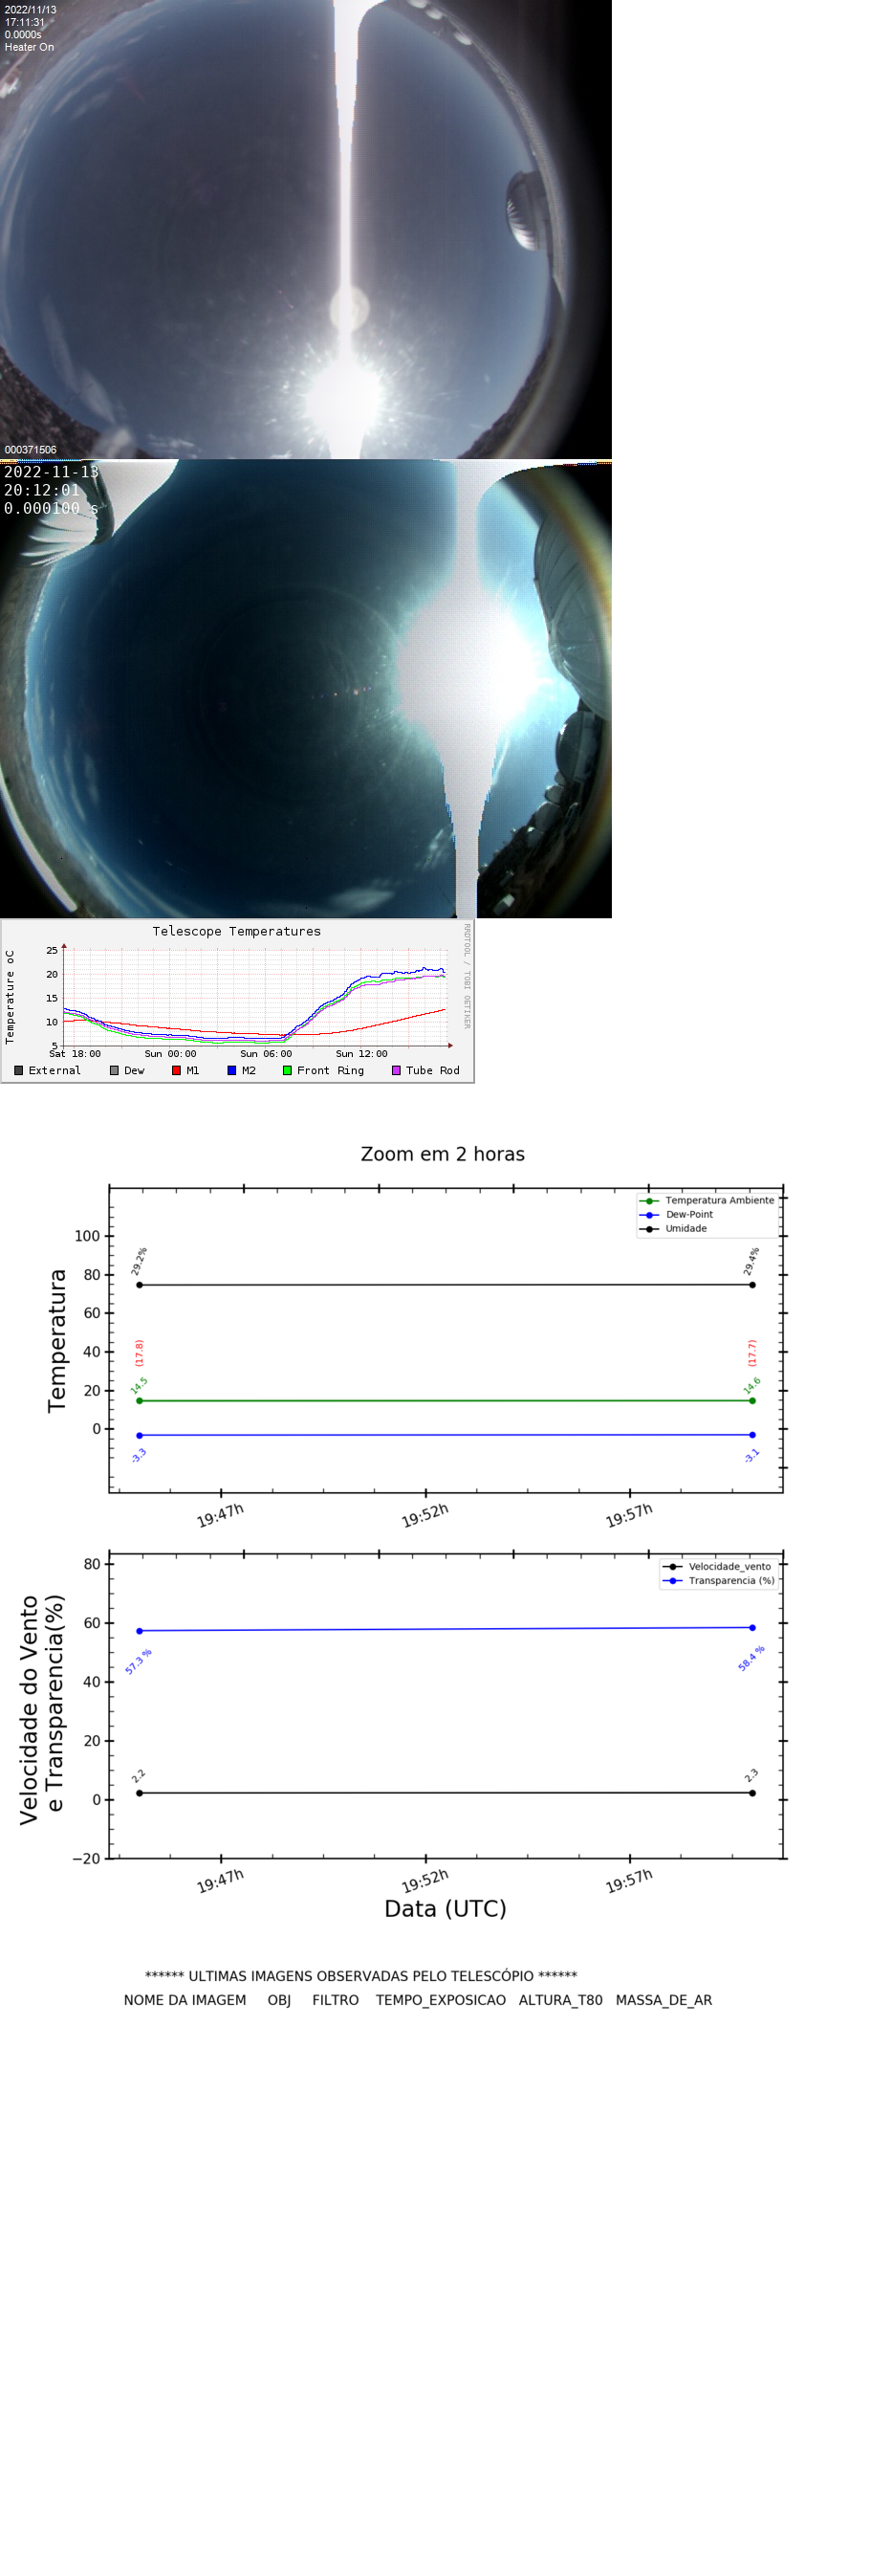 2022/11/13
17:11:31
0.0000s
Heater On
000371506
2022-11-13
20:12:01
0.000100 s
Telescope Temperatures
RRDTOOL / TOBI OETIKER
Temperature oC
25
20
15
10
5
Sat 18:00 Sun 00:00 Sun 06:00 Sun 12:00
External Dew M1 M2 Front Ring Tube Rod
Zoom em 2 horas
Temperatura
100
80
60
40
20
0
Temperatura Ambiente
Dew-Point
Umidade
29.2% 29.4%
(17.8) (17.7)
14.5 14.6
-3.3 -3.1
19:47h 19:52h 19:57h
Velocidade do Vento
e Transparencia(%)
80
60
40
20
0
−20
Velocidade_vento
Transparencia (%)
57.3 % 58.4 %
2.2 2.3
19:47h 19:52h 19:57h
Data (UTC)
****** ULTIMAS IMAGENS OBSERVADAS PELO TELESCÓPIO ******
NOME DA IMAGEM OBJ FILTRO TEMPO_EXPOSICAO ALTURA_T80 MASSA_DE_AR